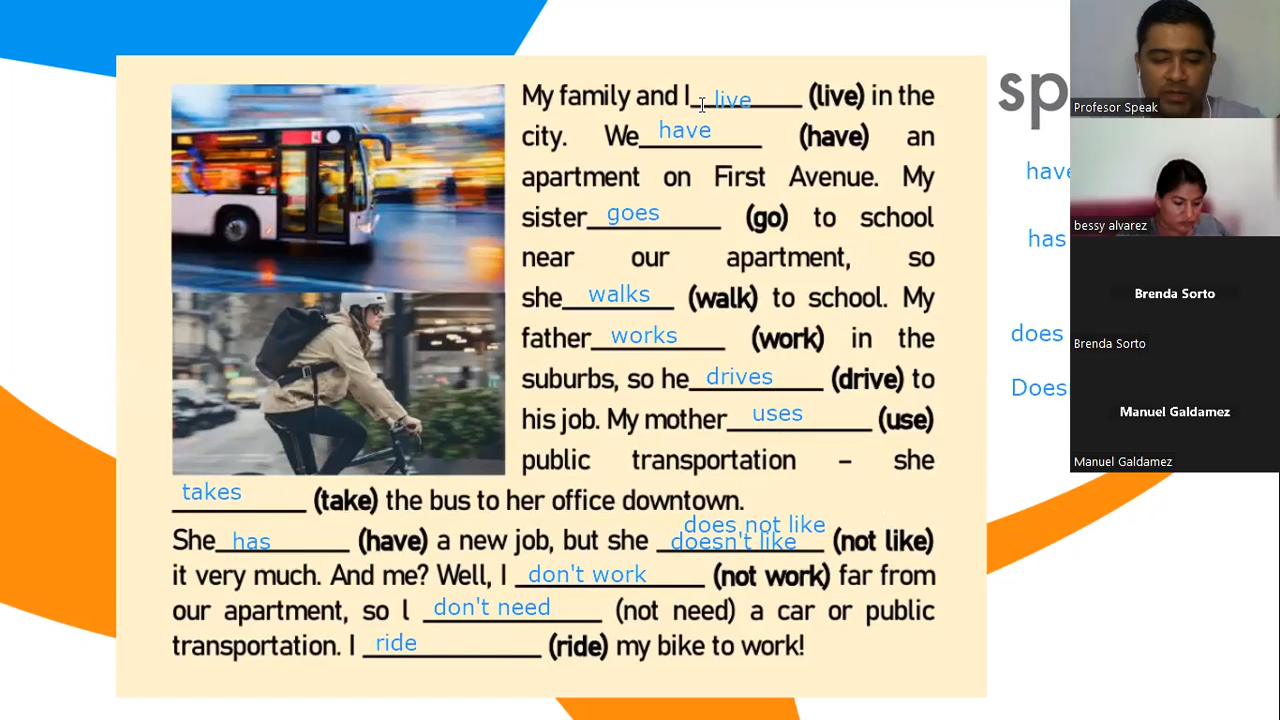 My family and I live (live) in the
city. We have (have) an
apartment on First Avenue. My
sister goes (go) to school
near our apartment, so
she walks (walk) to school. My
father works (work) in the
suburbs, so he drives (drive) to
his job. My mother uses (use)
public transportation – she
takes (take) the bus to her office downtown.
does not like
She has (have) a new job, but she doesn't like (not like)
it very much. And me? Well, I don't work (not work) far from
our apartment, so I don't need (not need) a car or public
transportation. I ride (ride) my bike to work!
sp
have
has
does
Does
Profesor Speak
bessy alvarez
Brenda Sorto
Brenda Sorto
Manuel Galdamez
Manuel Galdamez